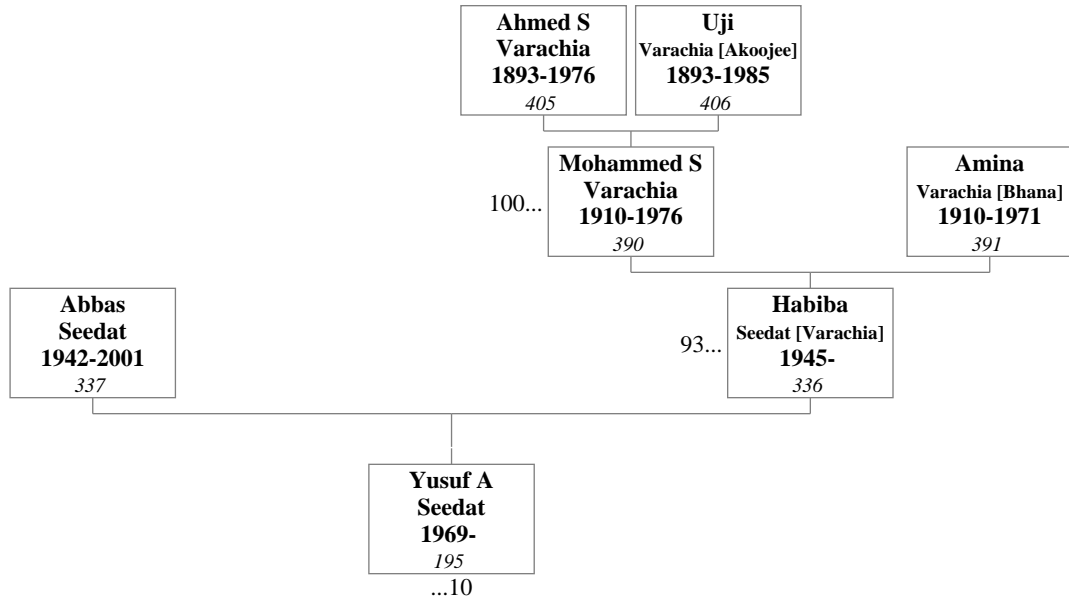 Ahmed S
Varachia
1893-1976
405
Uji
Varachia [Akoojee]
1893-1985
406
100...
Mohammed S
Varachia
1910-1976
390
Amina
Varachia [Bhana]
1910-1971
391
Abbas
Seedat
1942-2001
337
93...
Habiba
Seedat [Varachia]
1945-
336
Yusuf A
Seedat
1969-
195
...10